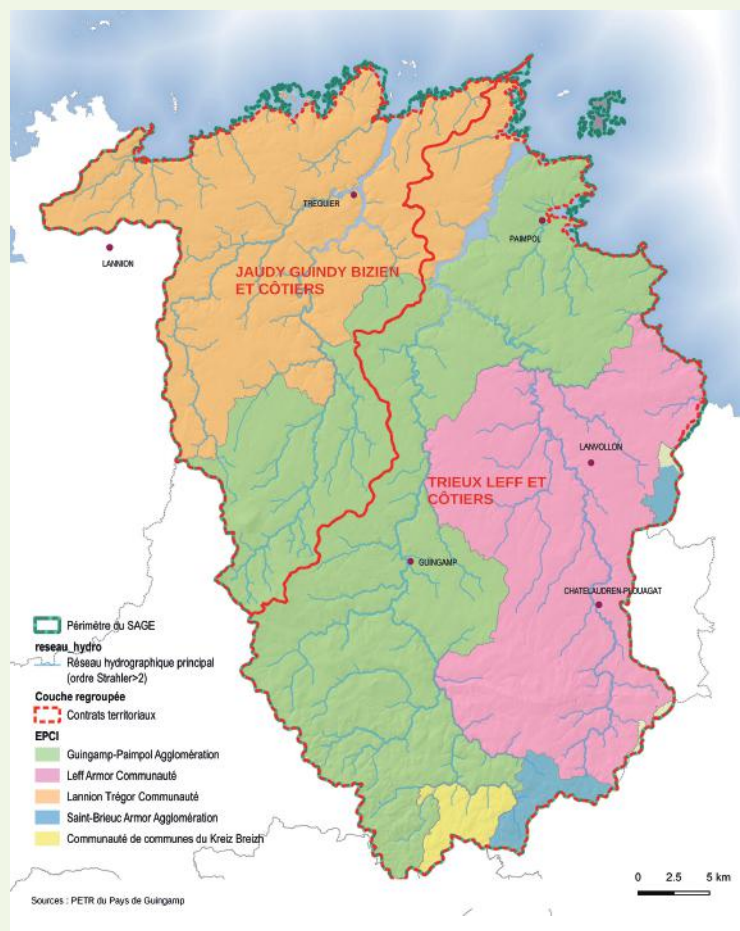 TREGUIER
PAIMPOL
LANNION
JAUDY GUINDY BIZIEN
ET CÔTIERS
LANVOLLON
TRIEUX LEFF ET
CÔTIERS
GUINGAMP
CHATELAUDREN-PLOUAGAT
Périmètre du SAGE
reseau_hydro
Réseau hydrographique principal
(ordre Strahler>2)
Couche regroupée
Contrats territoriaux
EPCI
Guingamp-Paimpol Agglomération
Leff Armor Communauté
Lannion Trégor Communauté
Saint-Brieuc Armor Agglomération
Communauté de communes du Kreiz Breizh
0 2.5 5 km
Sources : PETR du Pays de Guingamp